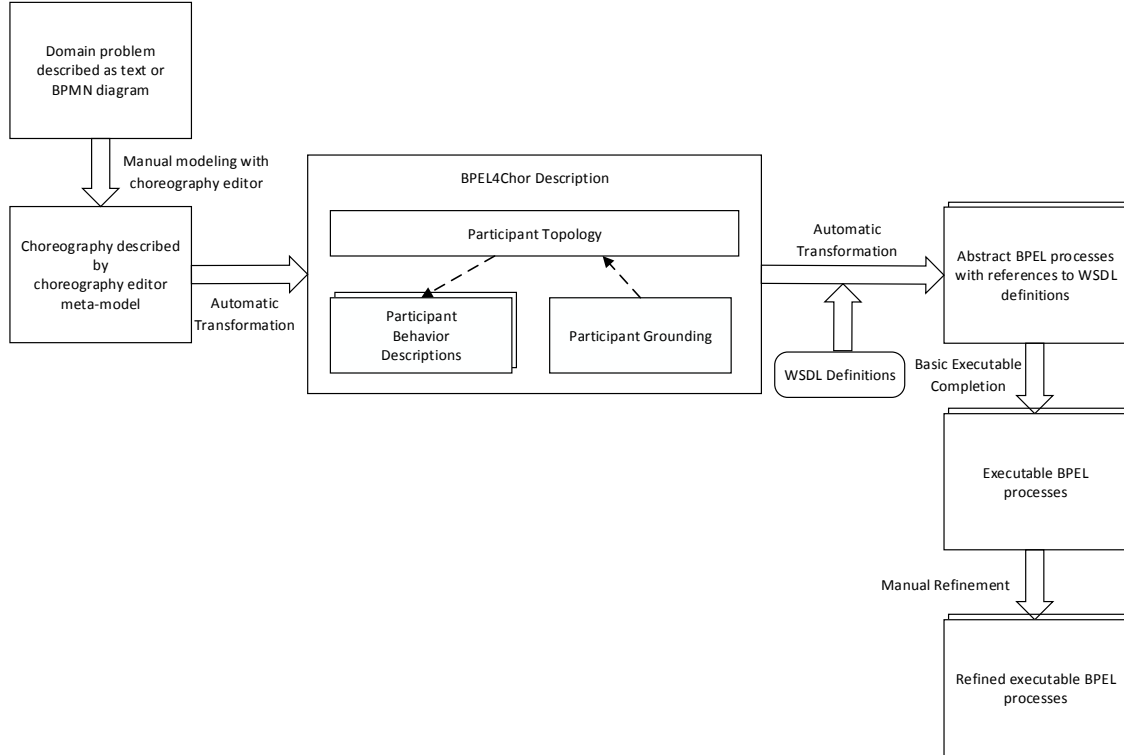 Domain problem
described as text or
BPMN diagram
Manual modeling with
choreography editor
Choreography described
by
choreography editor
meta-model
Automatic
Transformation
BPEL4Chor Description
Participant Topology
Participant
Behavior
Descriptions
Participant Grounding
Automatic
Transformation
WSDL Definitions
Abstract BPEL processes
with references to WSDL
definitions
Basic Executable
Completion
Executable BPEL
processes
Manual Refinement
Refined executable BPEL
processes